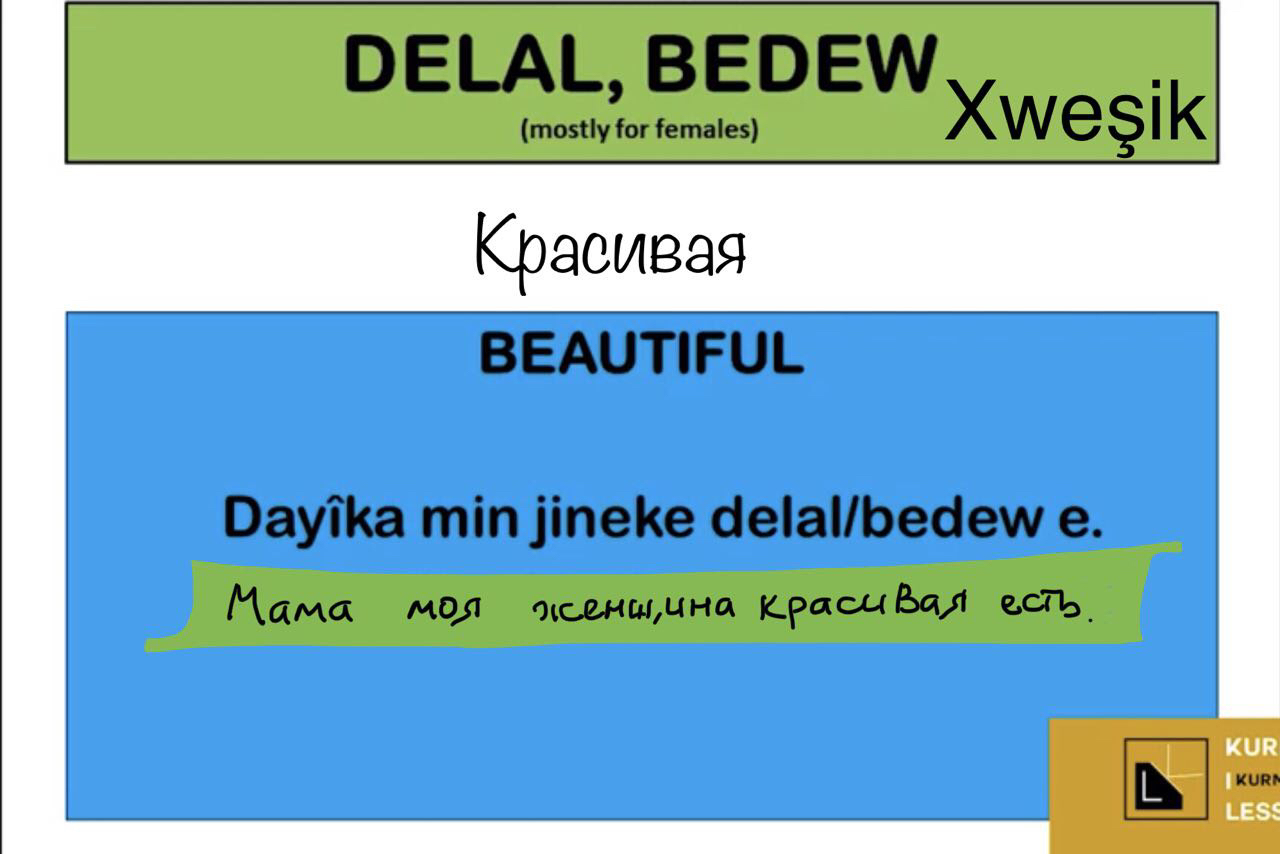 DELAL, BEDEW
(mostly for females)
Xweşik
Красивая
BEAUTIFUL
Dayîka min jineke delal/bedew e.
Мама моя женщина красивая есть.
L
KUR
| KURM
LESS